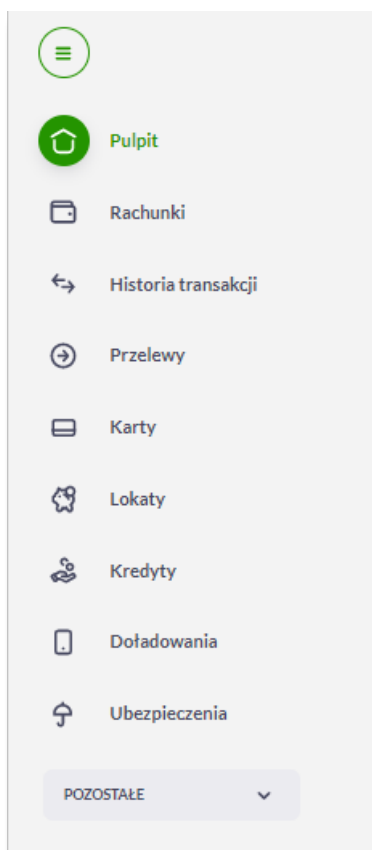 Pulpit
Rachunki
Historia transakcji
Przelewy
Karty
Lokaty
Kredyty
Doładowania
Ubezpieczenia
POZOSTAŁE